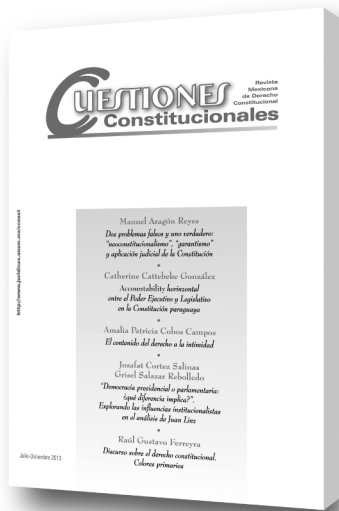 Cuestiones
Constitucionales
Revista
Mexicana
de Derecho
Constitucional
http://www.juridicas.unam.mx/cconst
Manuel Aragón Reyes
Dos problemas falsos y uno verdadero:
“neoconstitucionalismo”, “garantismo”
y aplicación judicial de la Constitución
*
Catherine Cattebeke González
Accountability horizontal
entre el Poder Ejecutivo y Legislativo
en la Constitución paraguaya
*
Amalia Patricia Cobos Campos
El contenido del derecho a la intimidad
*
Josafat Cortez Salinas
Grisel Salazar Rebolledo
“Democracia presidencial o parlamentaria:
¿qué diferencia implica?”.
Explorando las influencias institucionalistas
en el análisis de Juan Linz
*
Raúl Gustavo Ferreyra
Discurso sobre el derecho constitucional.
Colores primarios
Julio-Diciembre 2013